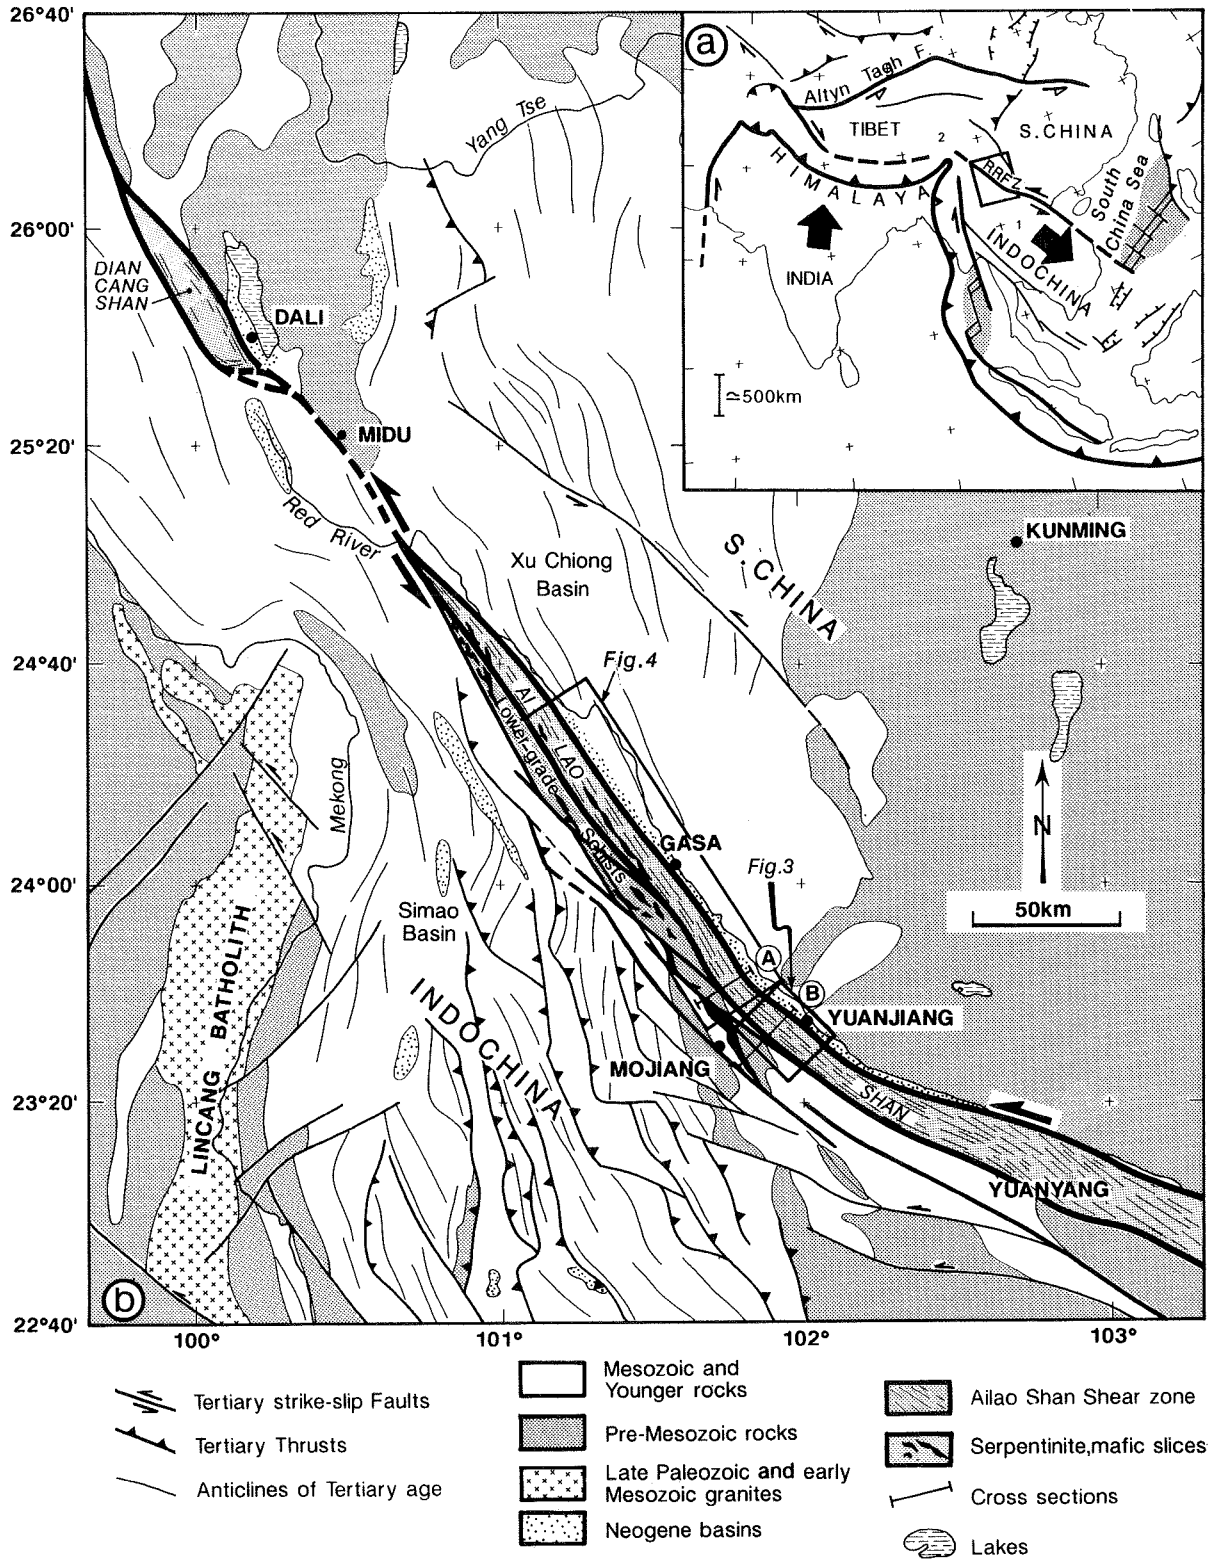 26°40'
26°00'
25°20'
24°40'
24°00'
23°20'
22°40'
100°
101°
102°
103°
a
Altyn Tagh F.
TIBET
2
S.CHINA
HIMALAYA
RRFZ
South
China Sea
1
INDOCHINA
INDIA
≃500km
Yang Tse
DIAN
CANG
SHAN
DALI
MIDU
Red River
Xu Chiong
Basin
S.CHINA
KUNMING
Fig.4
AI LAO SHAN
Lower-grade Schists
Mekong
GASA
Fig.3
N
50km
Simao
Basin
LINCANG BATHOLITH
INDOCHINA
A
B
YUANJIANG
MOJIANG
YUANYANG
b
Tertiary strike-slip Faults
Tertiary Thrusts
Anticlines of Tertiary age
Mesozoic and
Younger rocks
Pre-Mesozoic rocks
Late Paleozoic and early
Mesozoic granites
Neogene basins
Ailao Shan Shear zone
Serpentinite,mafic slices
Cross sections
Lakes